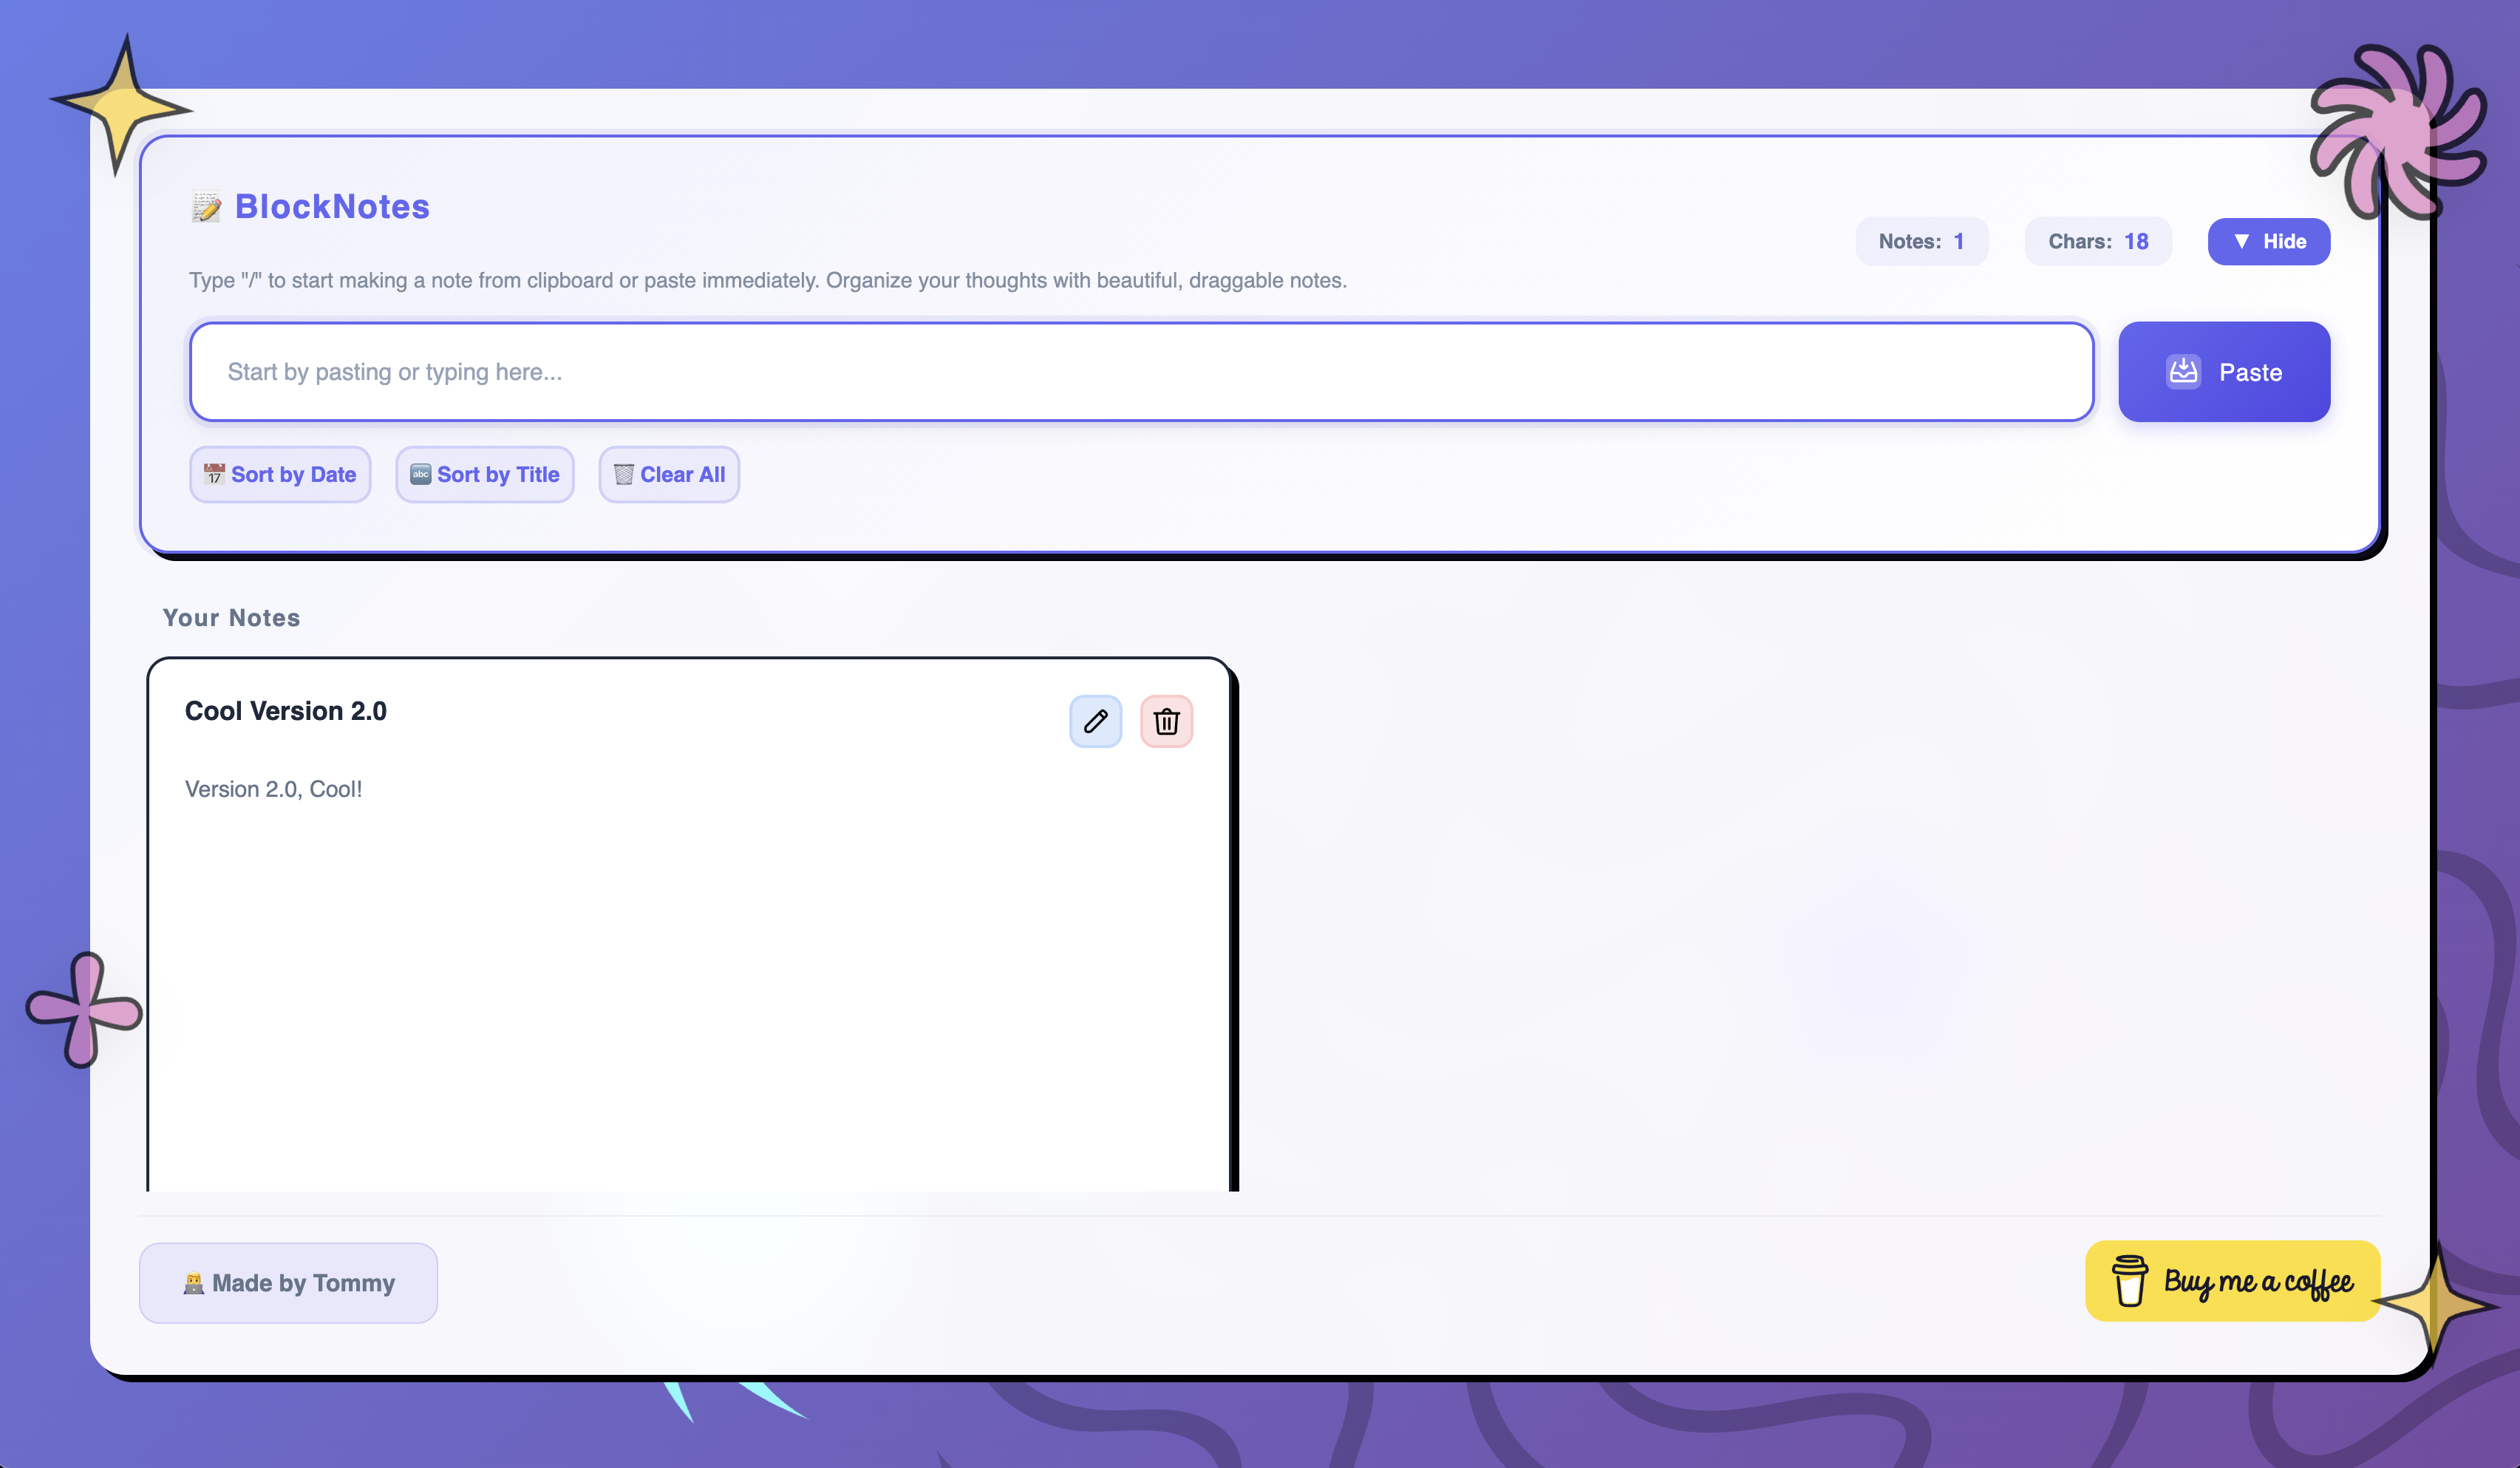 BlockNotes
Notes: 1
Chars: 18
▼ Hide
Type "/" to start making a note from clipboard or paste immediately. Organize your thoughts with beautiful, draggable notes.
Start by pasting or typing here...
Paste
Sort by Date
Sort by Title
Clear All
Your Notes
Cool Version 2.0
Version 2.0, Cool!
Made by Tommy
Buy me a coffee